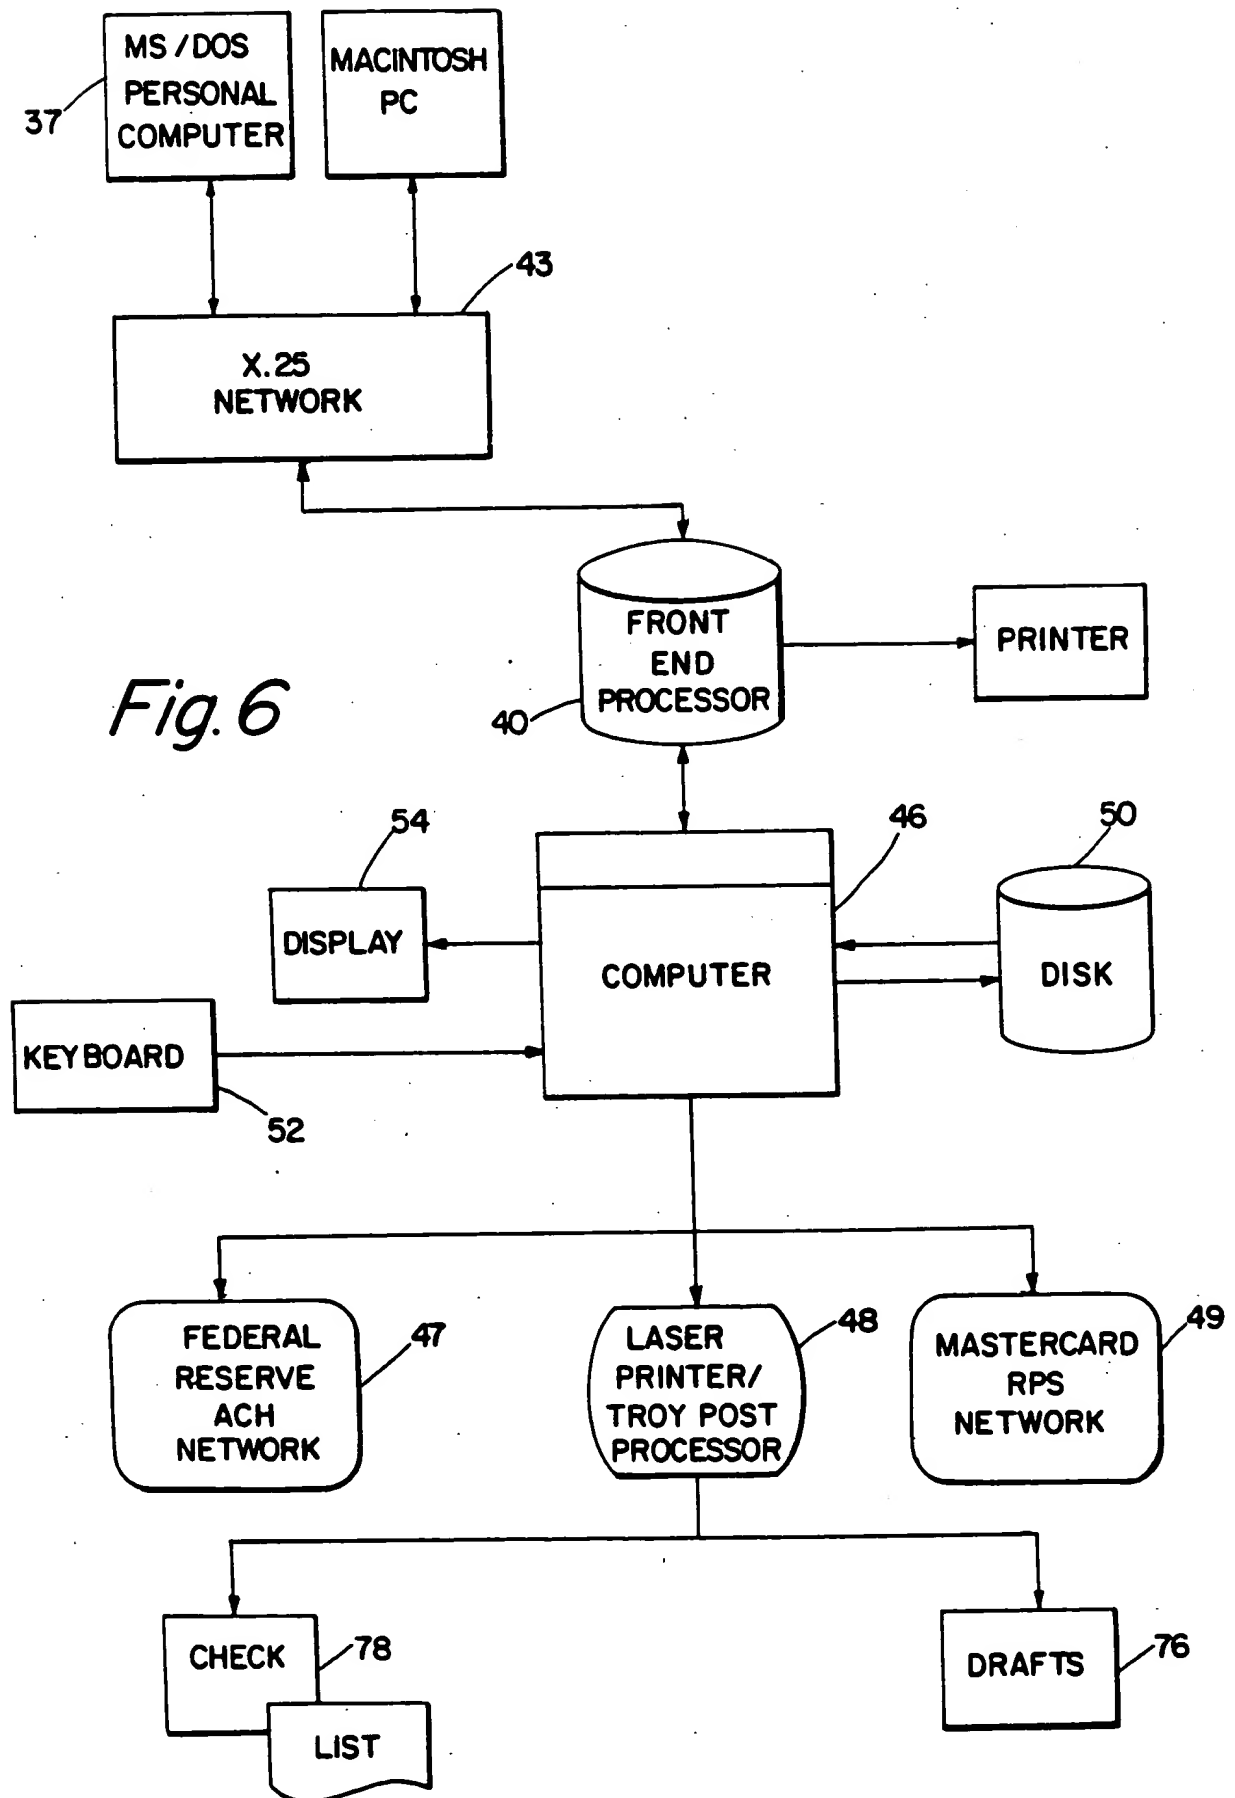 MS/DOS
PERSONAL
COMPUTER
37
MACINTOSH
PC
43
X.25
NETWORK
FRONT
END
PROCESSOR
40
PRINTER
Fig. 6
54
DISPLAY
46
COMPUTER
50
DISK
KEYBOARD
52
FEDERAL
RESERVE
ACH
NETWORK
47
LASER
PRINTER/
TROY POST
PROCESSOR
48
MASTERCARD
RPS
NETWORK
49
CHECK
78
LIST
DRAFTS
76